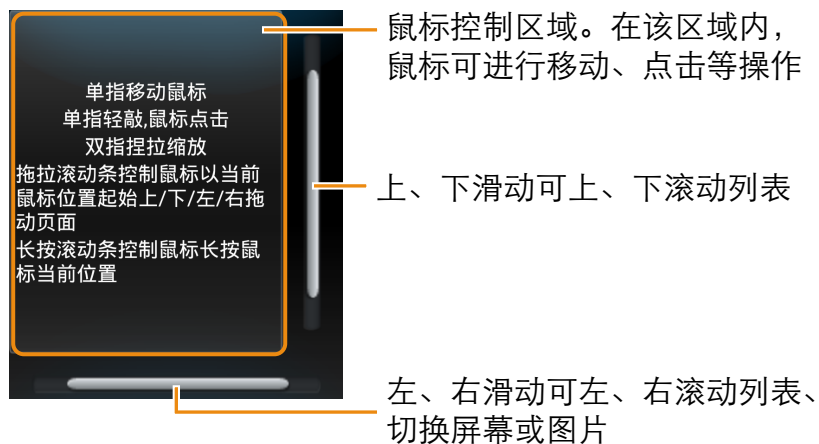 单指移动鼠标
单指轻敲,鼠标点击
双指捏拉缩放
拖拉滚动条控制鼠标以当前
鼠标位置起始上/下/左/右拖
动页面
长按滚动条控制鼠标长按鼠
标当前位置
鼠标控制区域。在该区域内，
鼠标可进行移动、点击等操作
上、下滑动可上、下滚动列表
左、右滑动可左、右滚动列表、
切换屏幕或图片